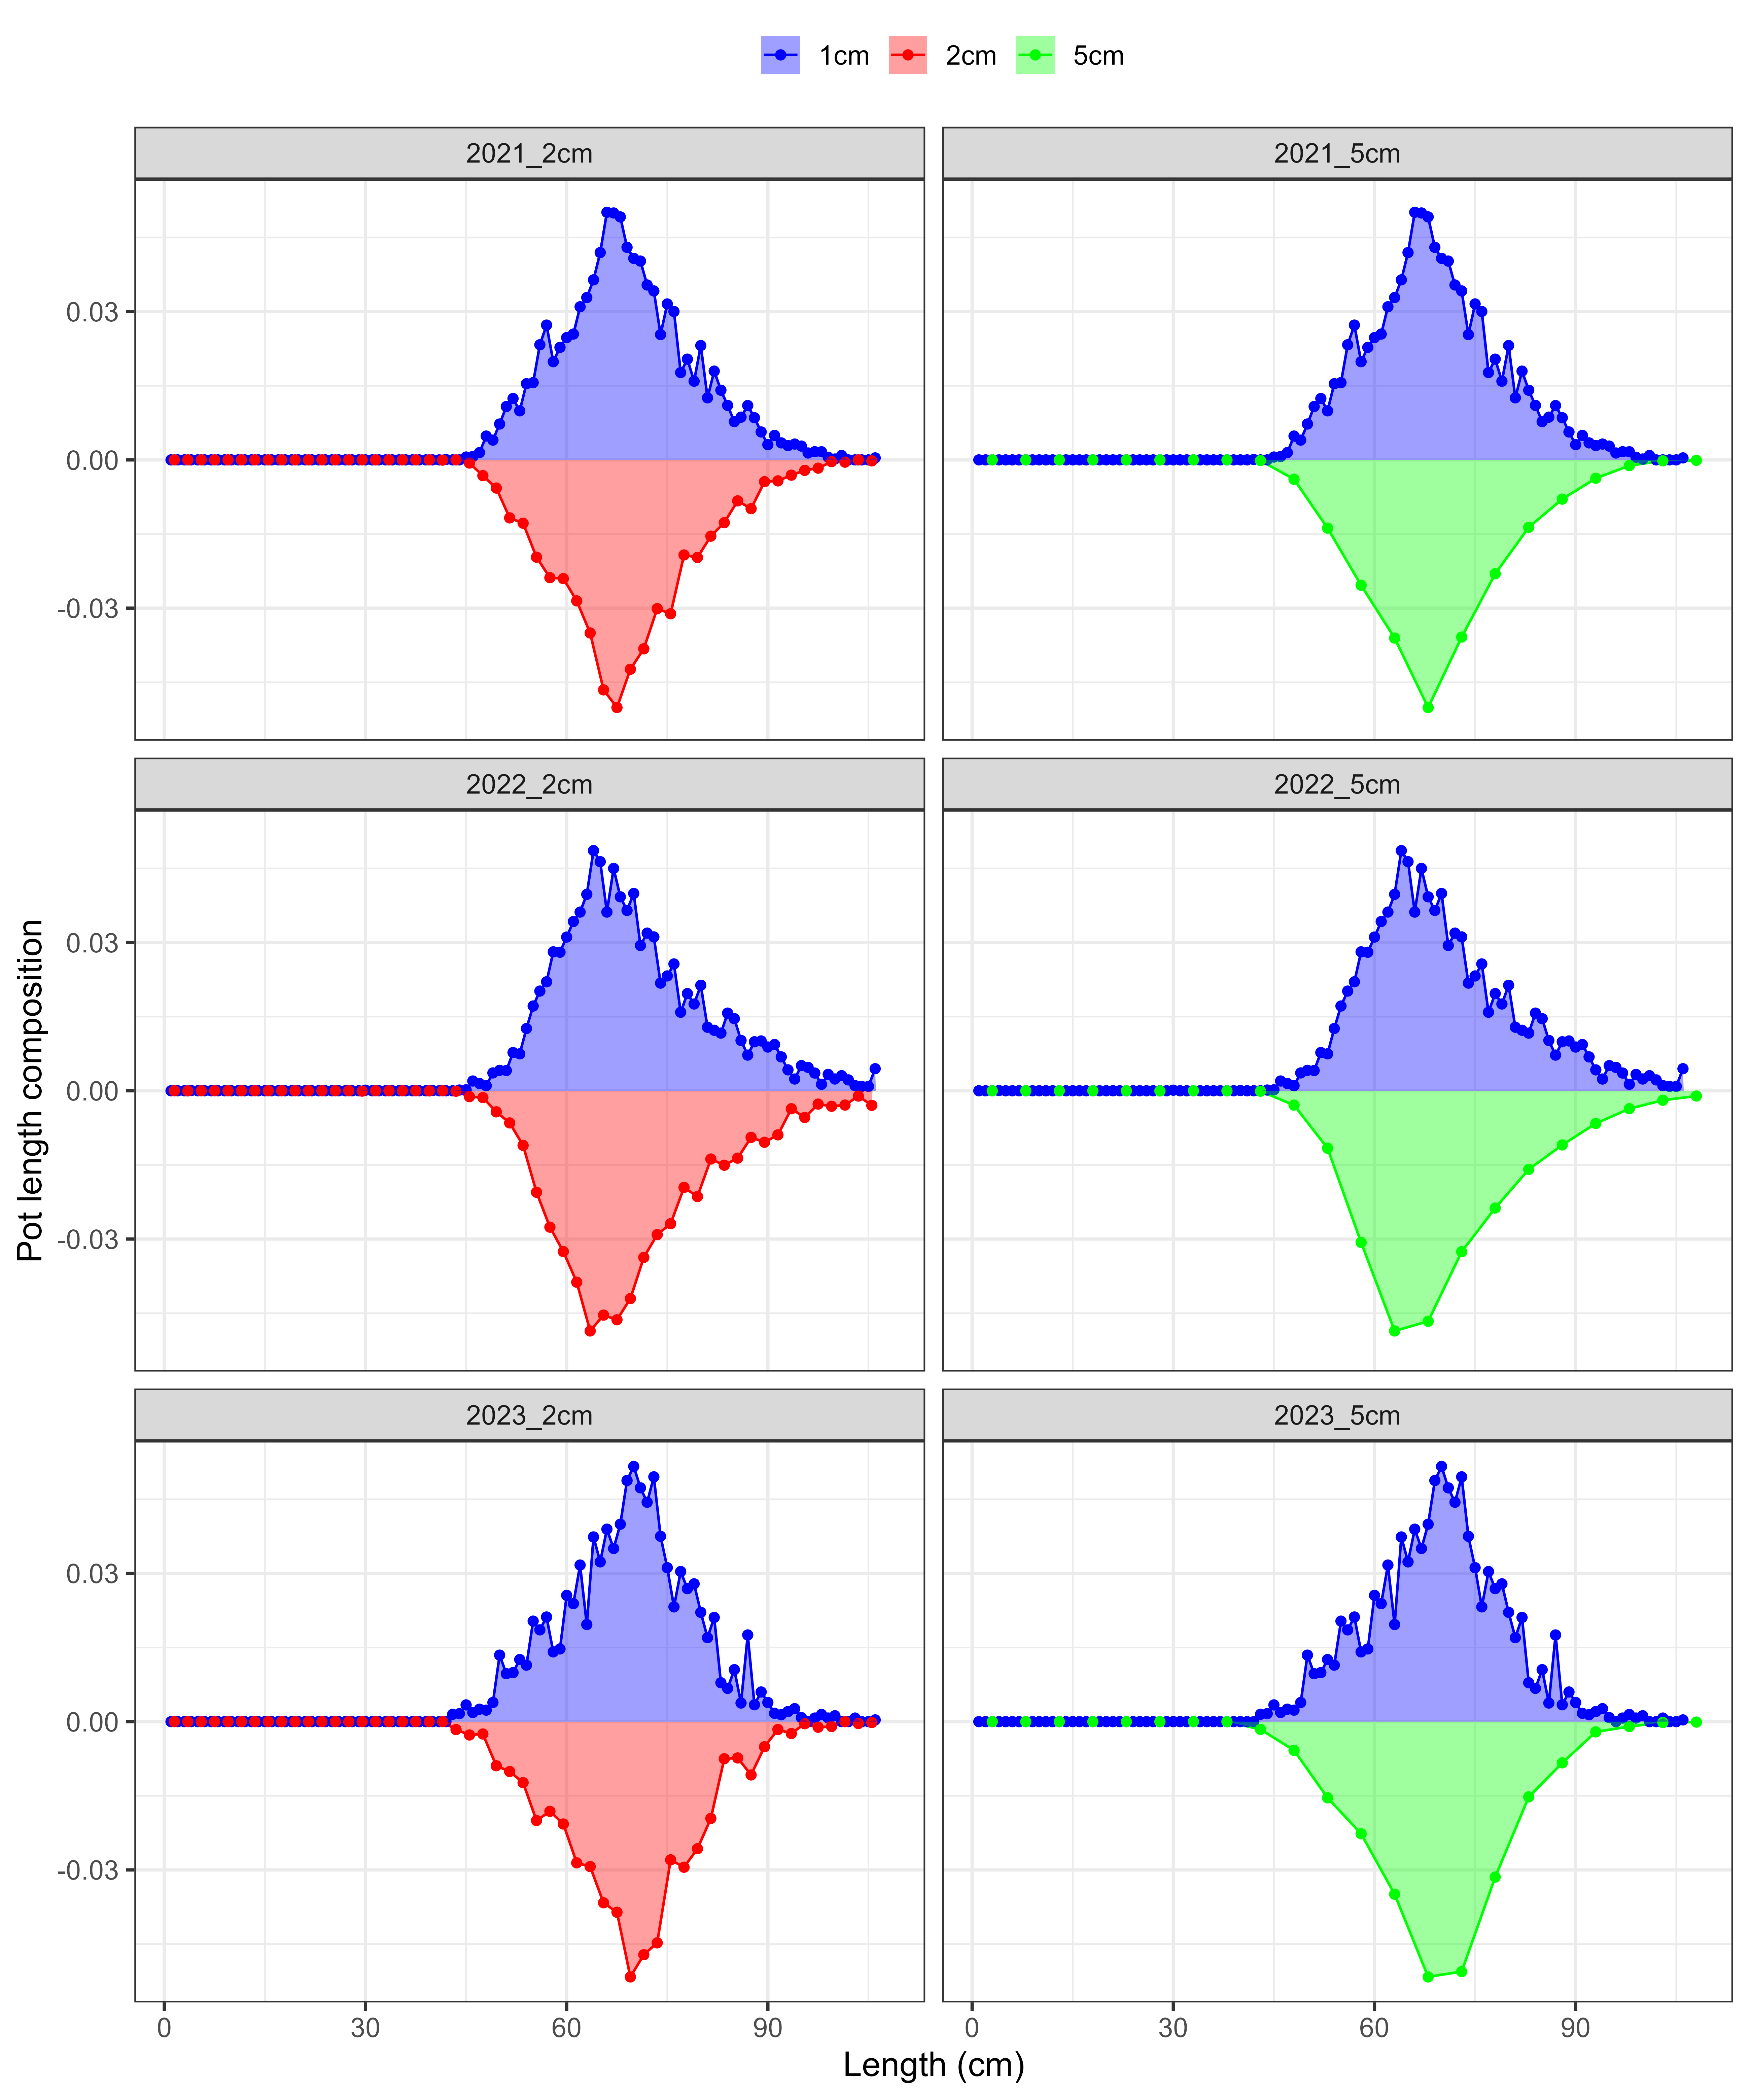 1cm 2cm 5cm
2021_2cm 2021_5cm
0.03
0.00
-0.03
2022_2cm 2022_5cm
0.03
0.00
-0.03
Pot length composition
2023_2cm 2023_5cm
0.03
0.00
-0.03
0 30 60 90 0 30 60 90
Length (cm)